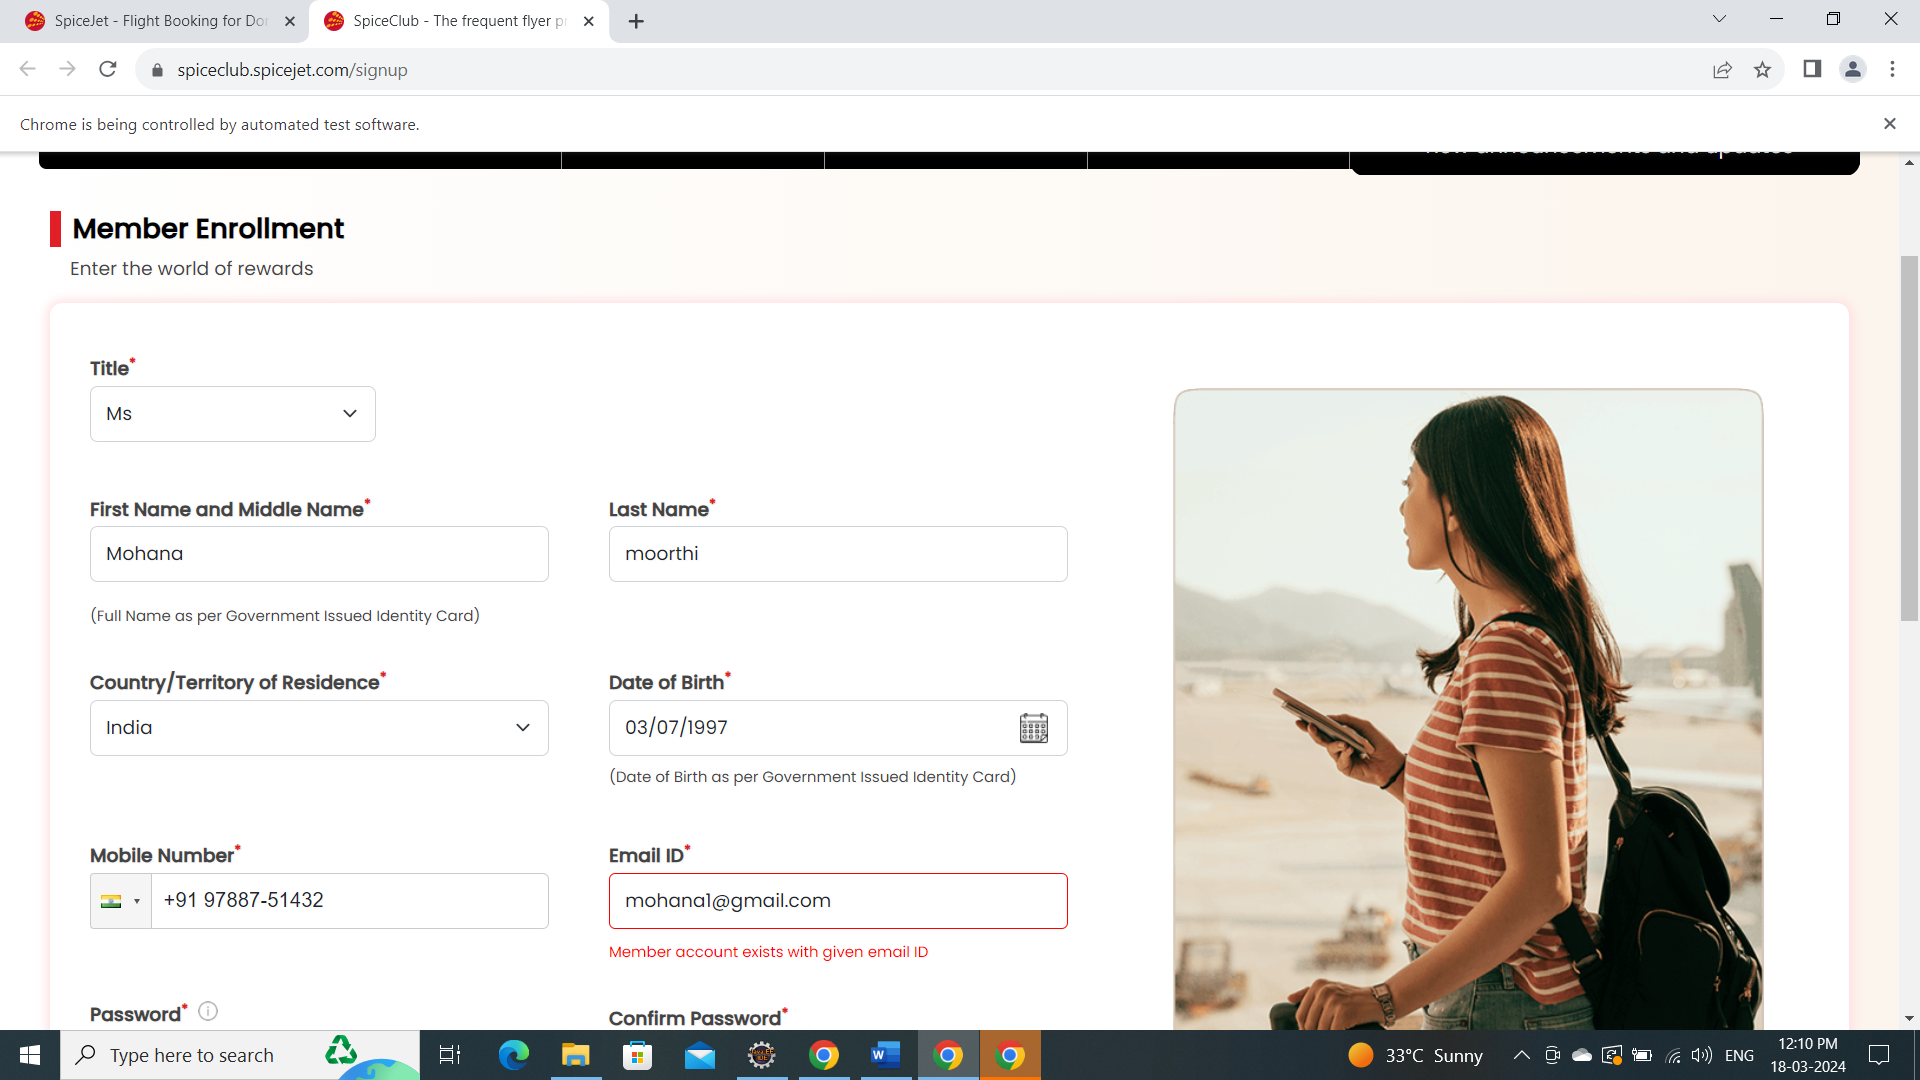 SpiceJet - Flight Booking for Do
SpiceClub - The frequent flyer p
spiceclub.spicejet.com/signup
Chrome is being controlled by automated test software.
new announcements and updates
Member Enrollment
Enter the world of rewards
Title*
Ms
First Name and Middle Name*
Last Name*
Mohana
moorthi
(Full Name as per Government Issued Identity Card)
Country/Territory of Residence*
Date of Birth*
India
03/07/1997
(Date of Birth as per Government Issued Identity Card)
Mobile Number*
Email ID*
+91 97887-51432
mohana1@gmail.com
Member account exists with given email ID
Password*
Confirm Password*
Type here to search
33°C Sunny
ENG
12:10 PM
18-03-2024